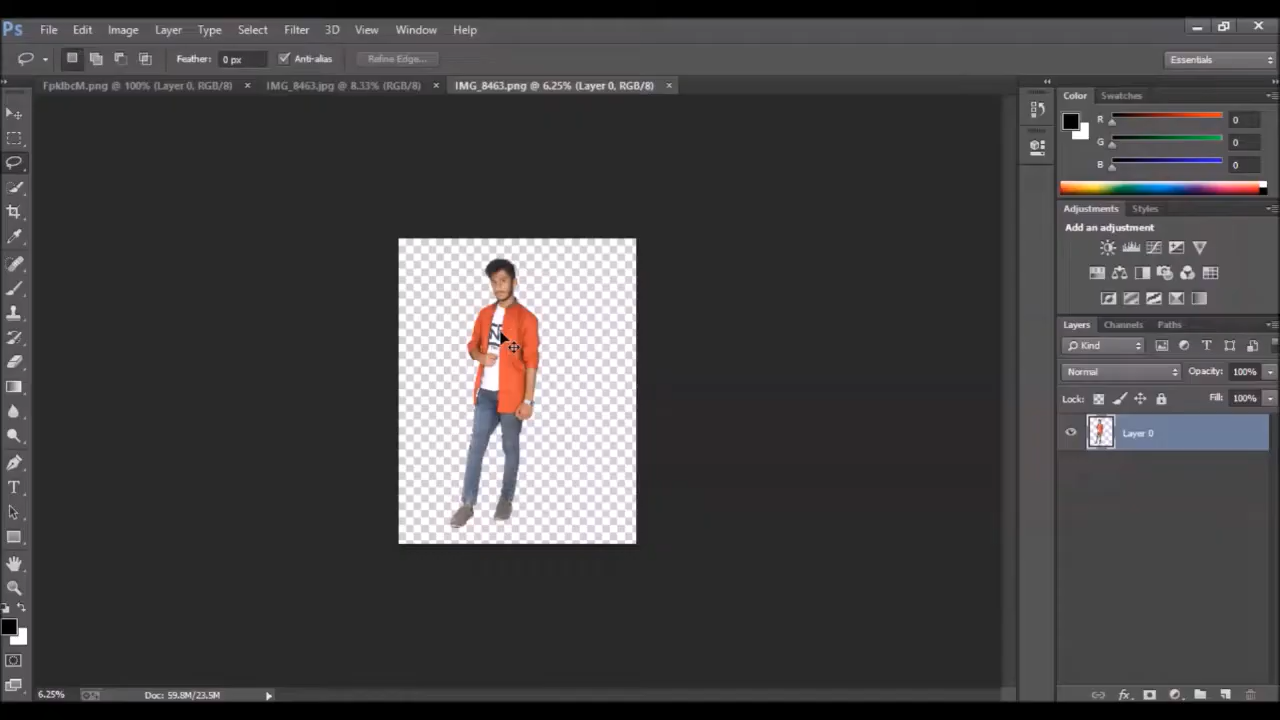 Ps File Edit Image Layer Type Select Filter 3D View Window Help
Feather: 0 px Anti-alias Refine Edge... Essentials
FpklbcM.png @ 100% (Layer 0, RGB/8) × IMG_8463.jpg @ 8.33% (RGB/8) × IMG_8463.png @ 6.25% (Layer 0, RGB/8) ×
Color Swatches
R 0
G 0
B 0
Adjustments Styles
Add an adjustment
Layers Channels Paths
Kind
Normal Opacity: 100%
Lock: Fill: 100%
Layer 0
6.25% Doc: 59.8M/23.5M